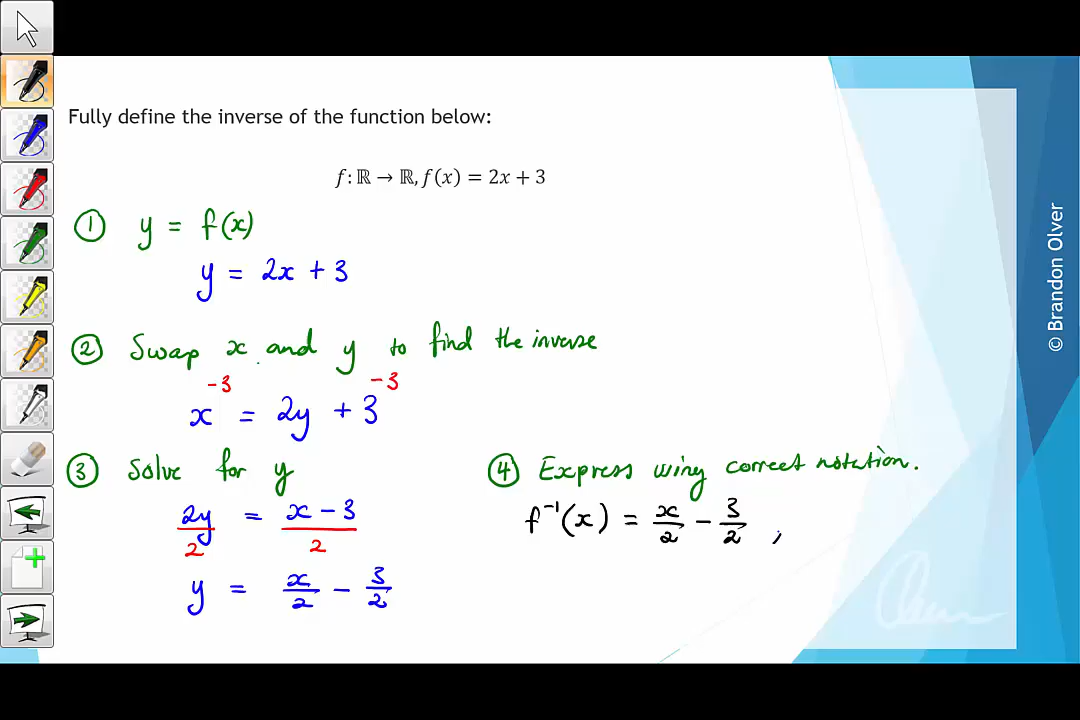 Fully define the inverse of the function below:
f: ℝ → ℝ, f(x) = 2x + 3
① y = f(x)
y = 2x + 3
② Swap x and y to find the inverse
-3 -3
x = 2y + 3
③ Solve for y
2y/2 = x - 3/2
y = x/2 - 3/2
④ Express using correct notation.
f⁻¹(x) = x/2 - 3/2 ,
© Brandon Olver